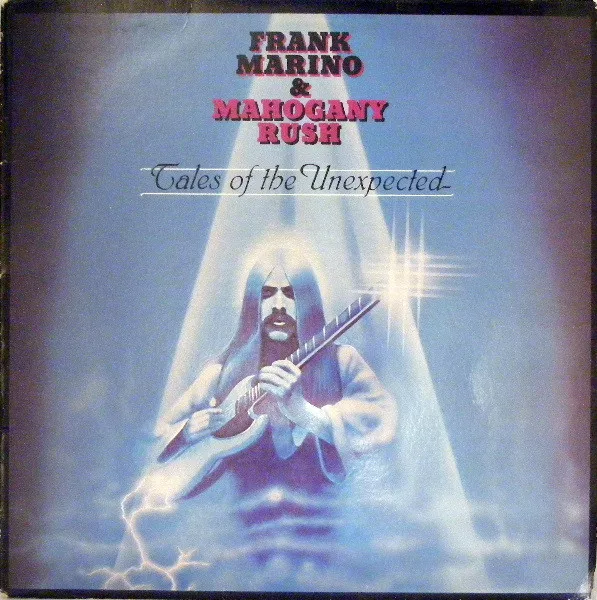 FRANK
MARINO
&
MAHOGANY
RUSH
Tales of the Unexpected